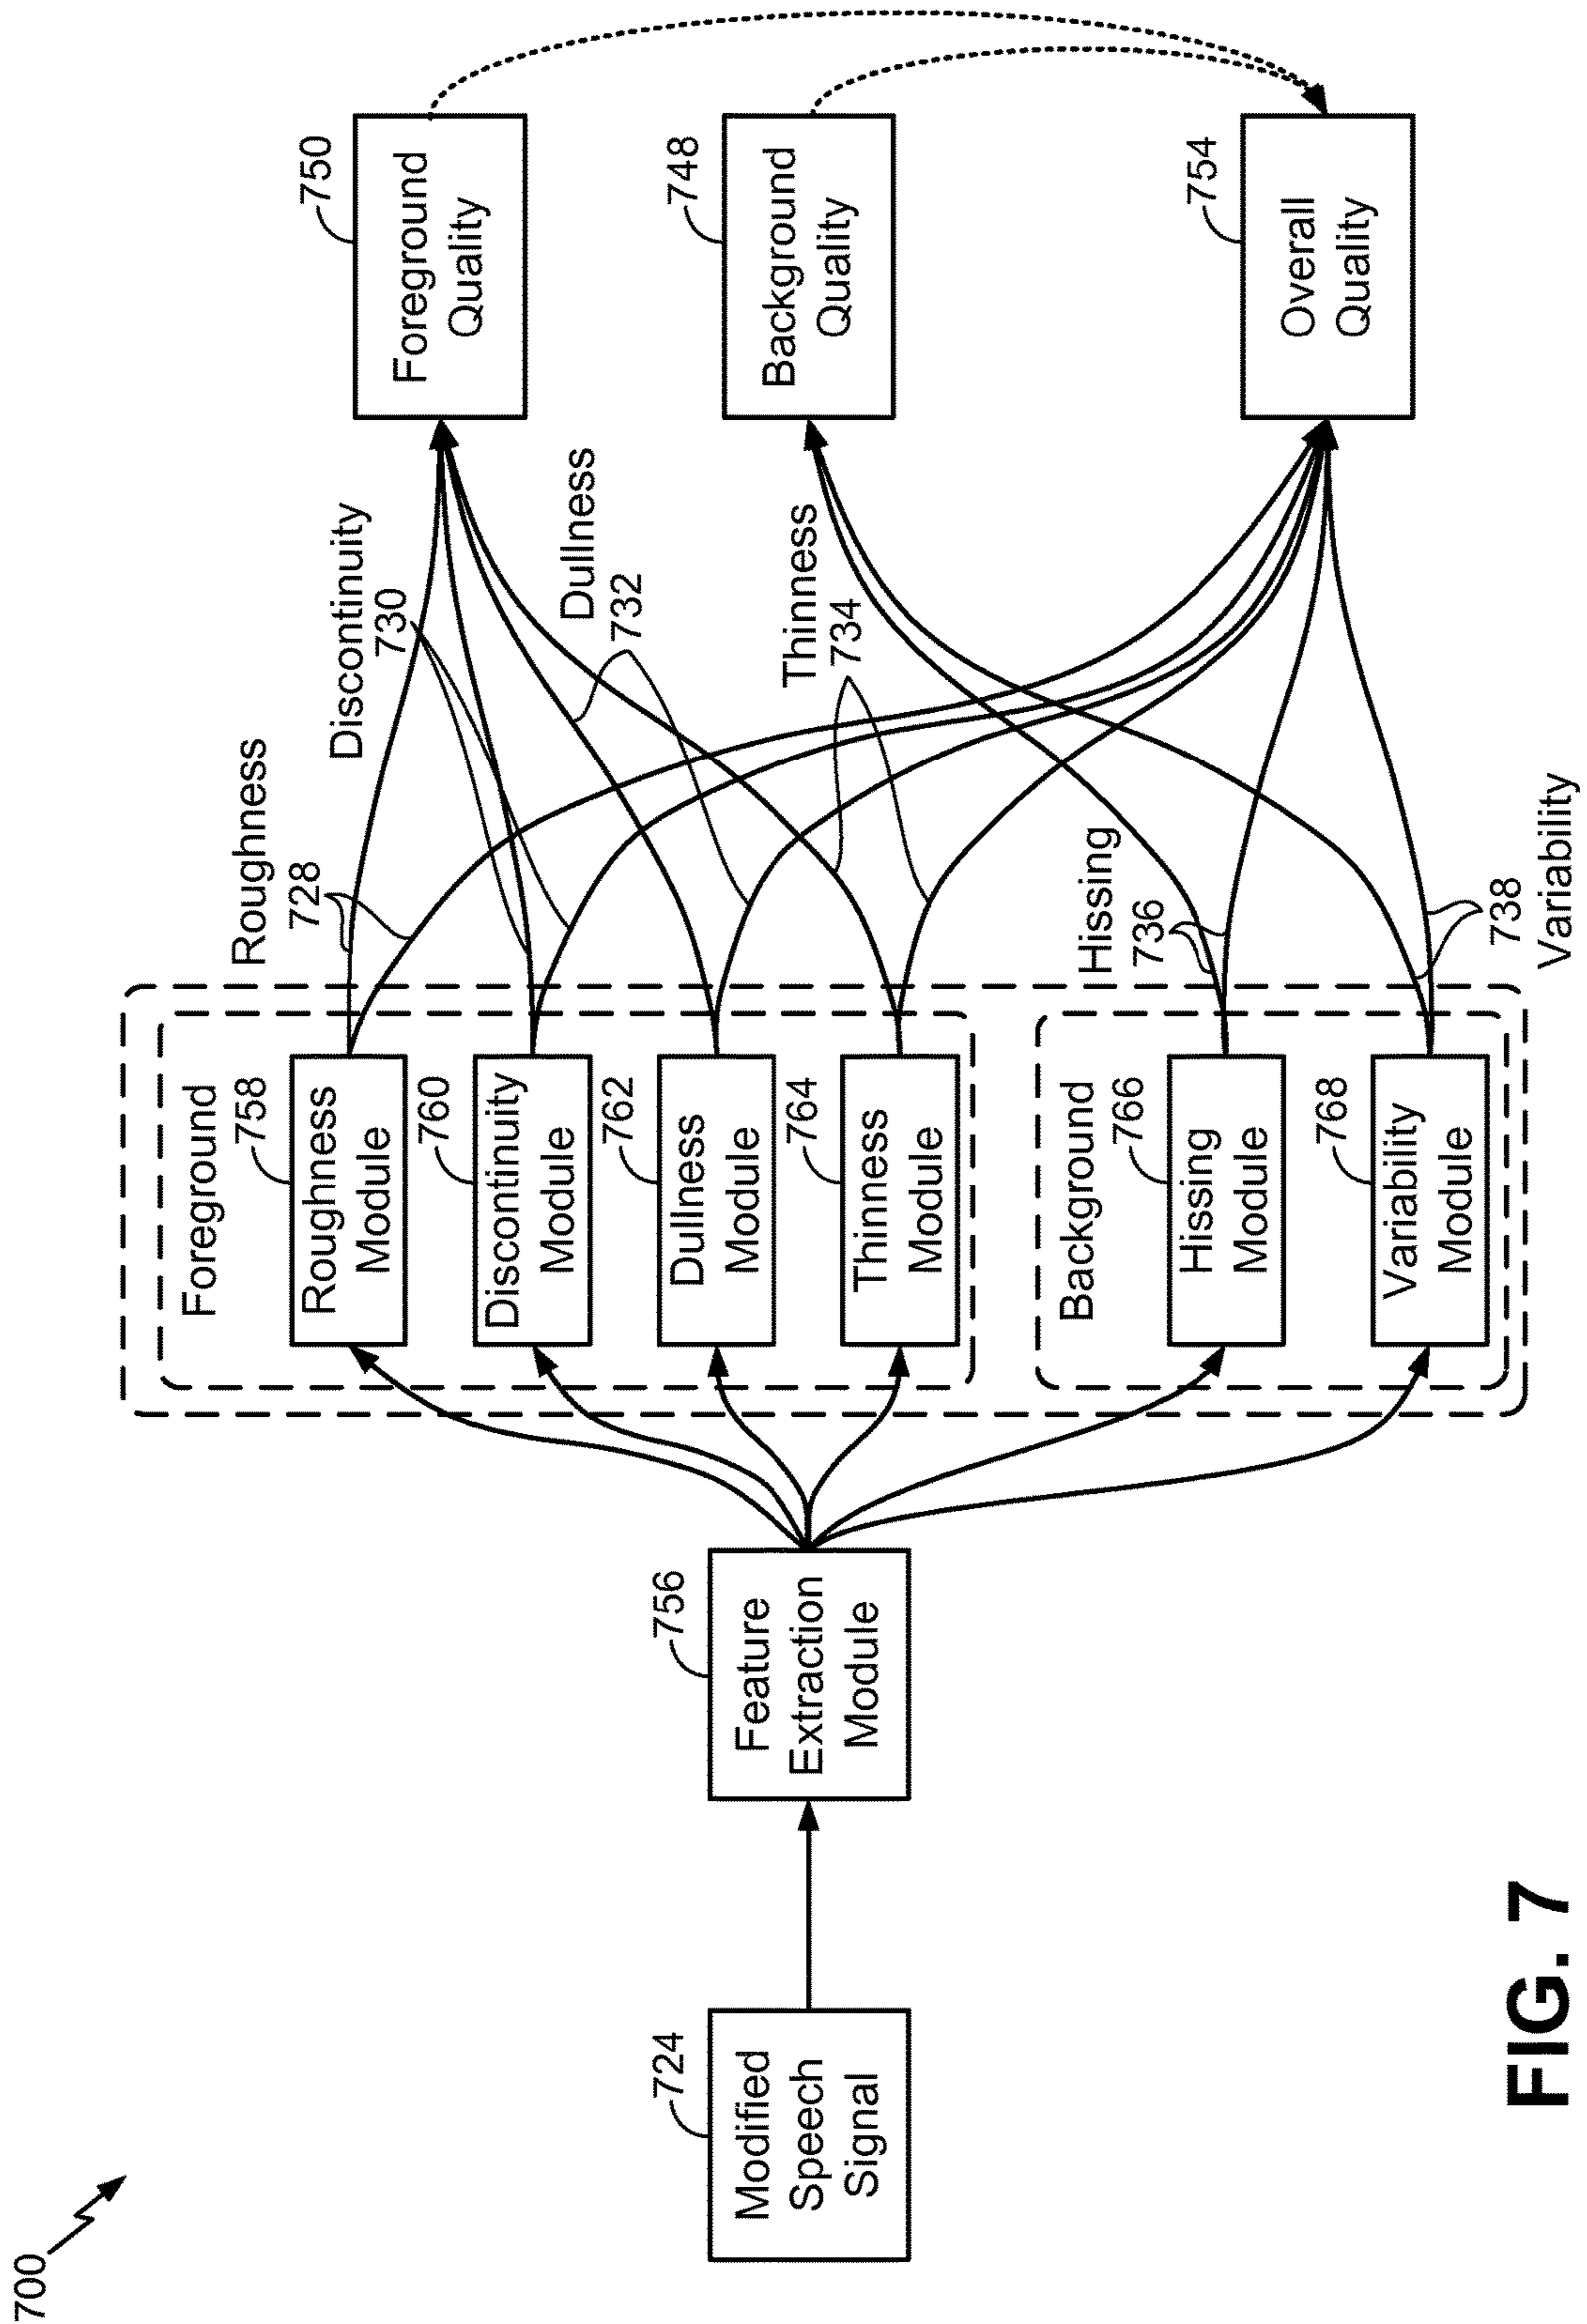 700
724
Modified
Speech
Signal
756
Feature
Extraction
Module
Foreground
758
Roughness
Module
760
Discontinuity
Module
762
Dullness
Module
764
Thinness
Module
Background
766
Hissing
Module
768
Variability
Module
Roughness
728
Discontinuity
730
Dullness
732
Thinness
734
Hissing
736
738
Variability
750
Foreground
Quality
748
Background
Quality
754
Overall
Quality
FIG. 7